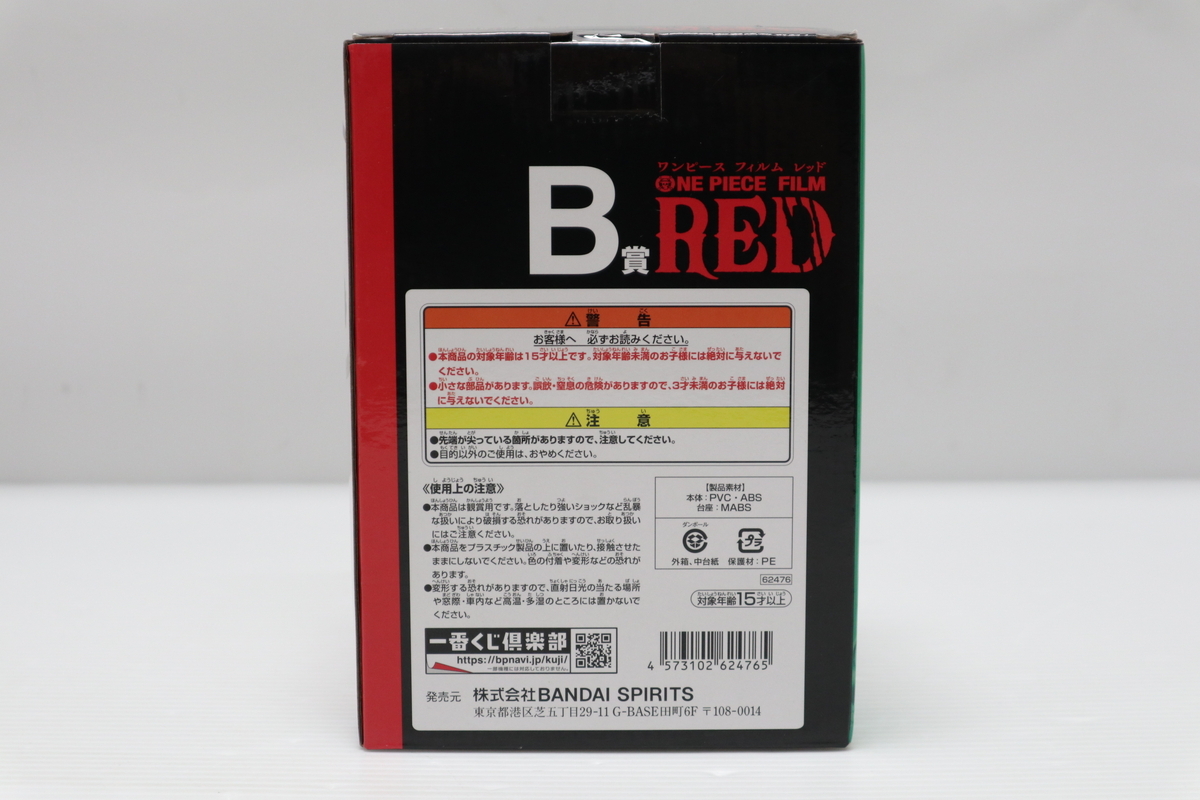 B賞
ワンピース フィルム レッド
ONE PIECE FILM
RED
⚠警告
お客様へ 必ずお読みください。
●本商品の対象年齢は15才以上です。対象年齢未満のお子様には絶対に与えないで
ください。
●小さな部品があります。誤飲・窒息の危険がありますので、3才未満のお子様には絶対
に与えないでください。
⚠注意
●先端が尖っている箇所がありますので、注意してください。
●目的以外のご使用は、おやめください。
《使用上の注意》
●本商品は観賞用です。落としたり強いショックなど乱暴
な扱いにより破損する恐れがありますので、お取り扱い
にはご注意ください。
●本商品をプラスチック製品の上に置いたり、接触させた
ままにしないでください。色の付着や変形などの恐れが
あります。
●変形する恐れがありますので、直射日光の当たる場所
や窓際・車内など高温・多湿のところには置かないで
ください。
【製品素材】
本体:PVC・ABS
台座:MABS
ダンボール
プラ
外箱、中台紙 保護材:PE
62476
対象年齢15才以上
一番くじ倶楽部
https://bpnavi.jp/kuji/
一部機種には対応しておりません。
4 573102 624765
発売元 株式会社BANDAI SPIRITS
東京都港区芝五丁目29-11 G-BASE田町6F 〒108-0014